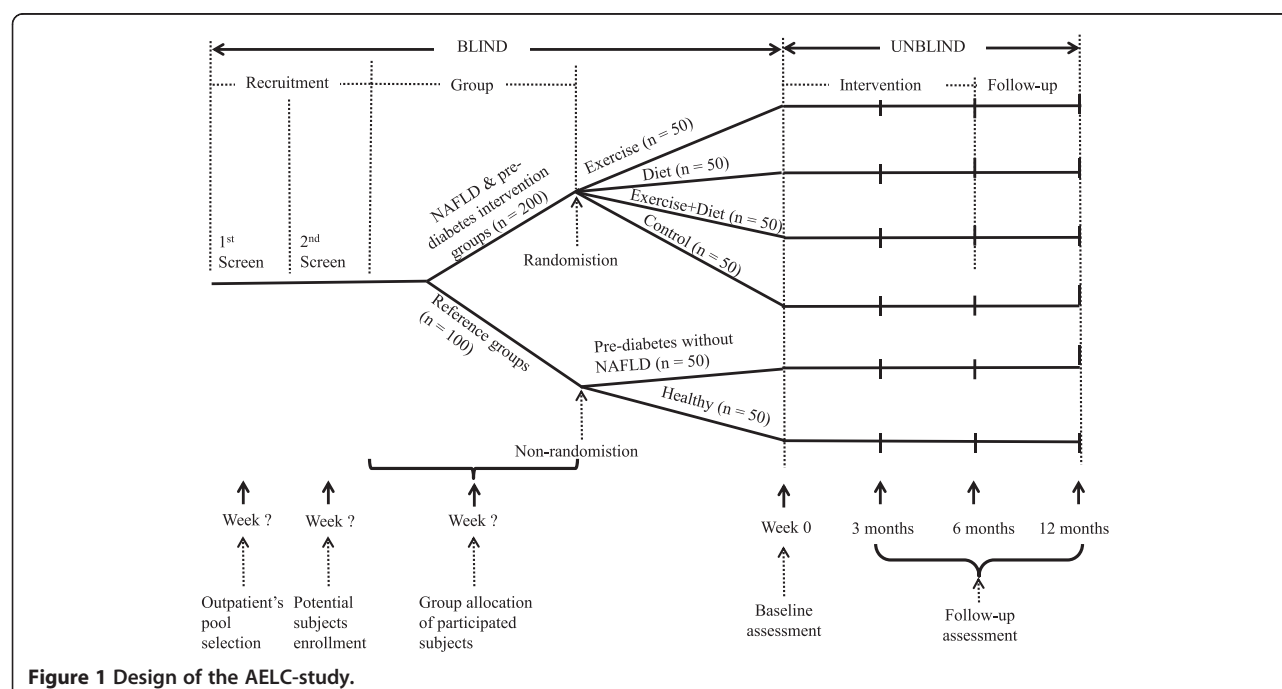 BLIND
UNBLIND
Recruitment
Group
Intervention
Follow-up
1st
Screen
2nd
Screen
NAFLD & pre-
diabetes intervention
groups (n = 200)
Exercise (n = 50)
Diet (n = 50)
Exercise+Diet (n = 50)
Control (n = 50)
Randomistion
Reference groups
(n = 100)
Pre-diabetes without
NAFLD (n = 50)
Healthy (n = 50)
Non-randomistion
Week ?
Week ?
Week ?
Week 0
3 months
6 months
12 months
Outpatient's
pool
selection
Potential
subjects
enrollment
Group allocation
of participated
subjects
Baseline
assessment
Follow-up
assessment
Figure 1 Design of the AELC-study.